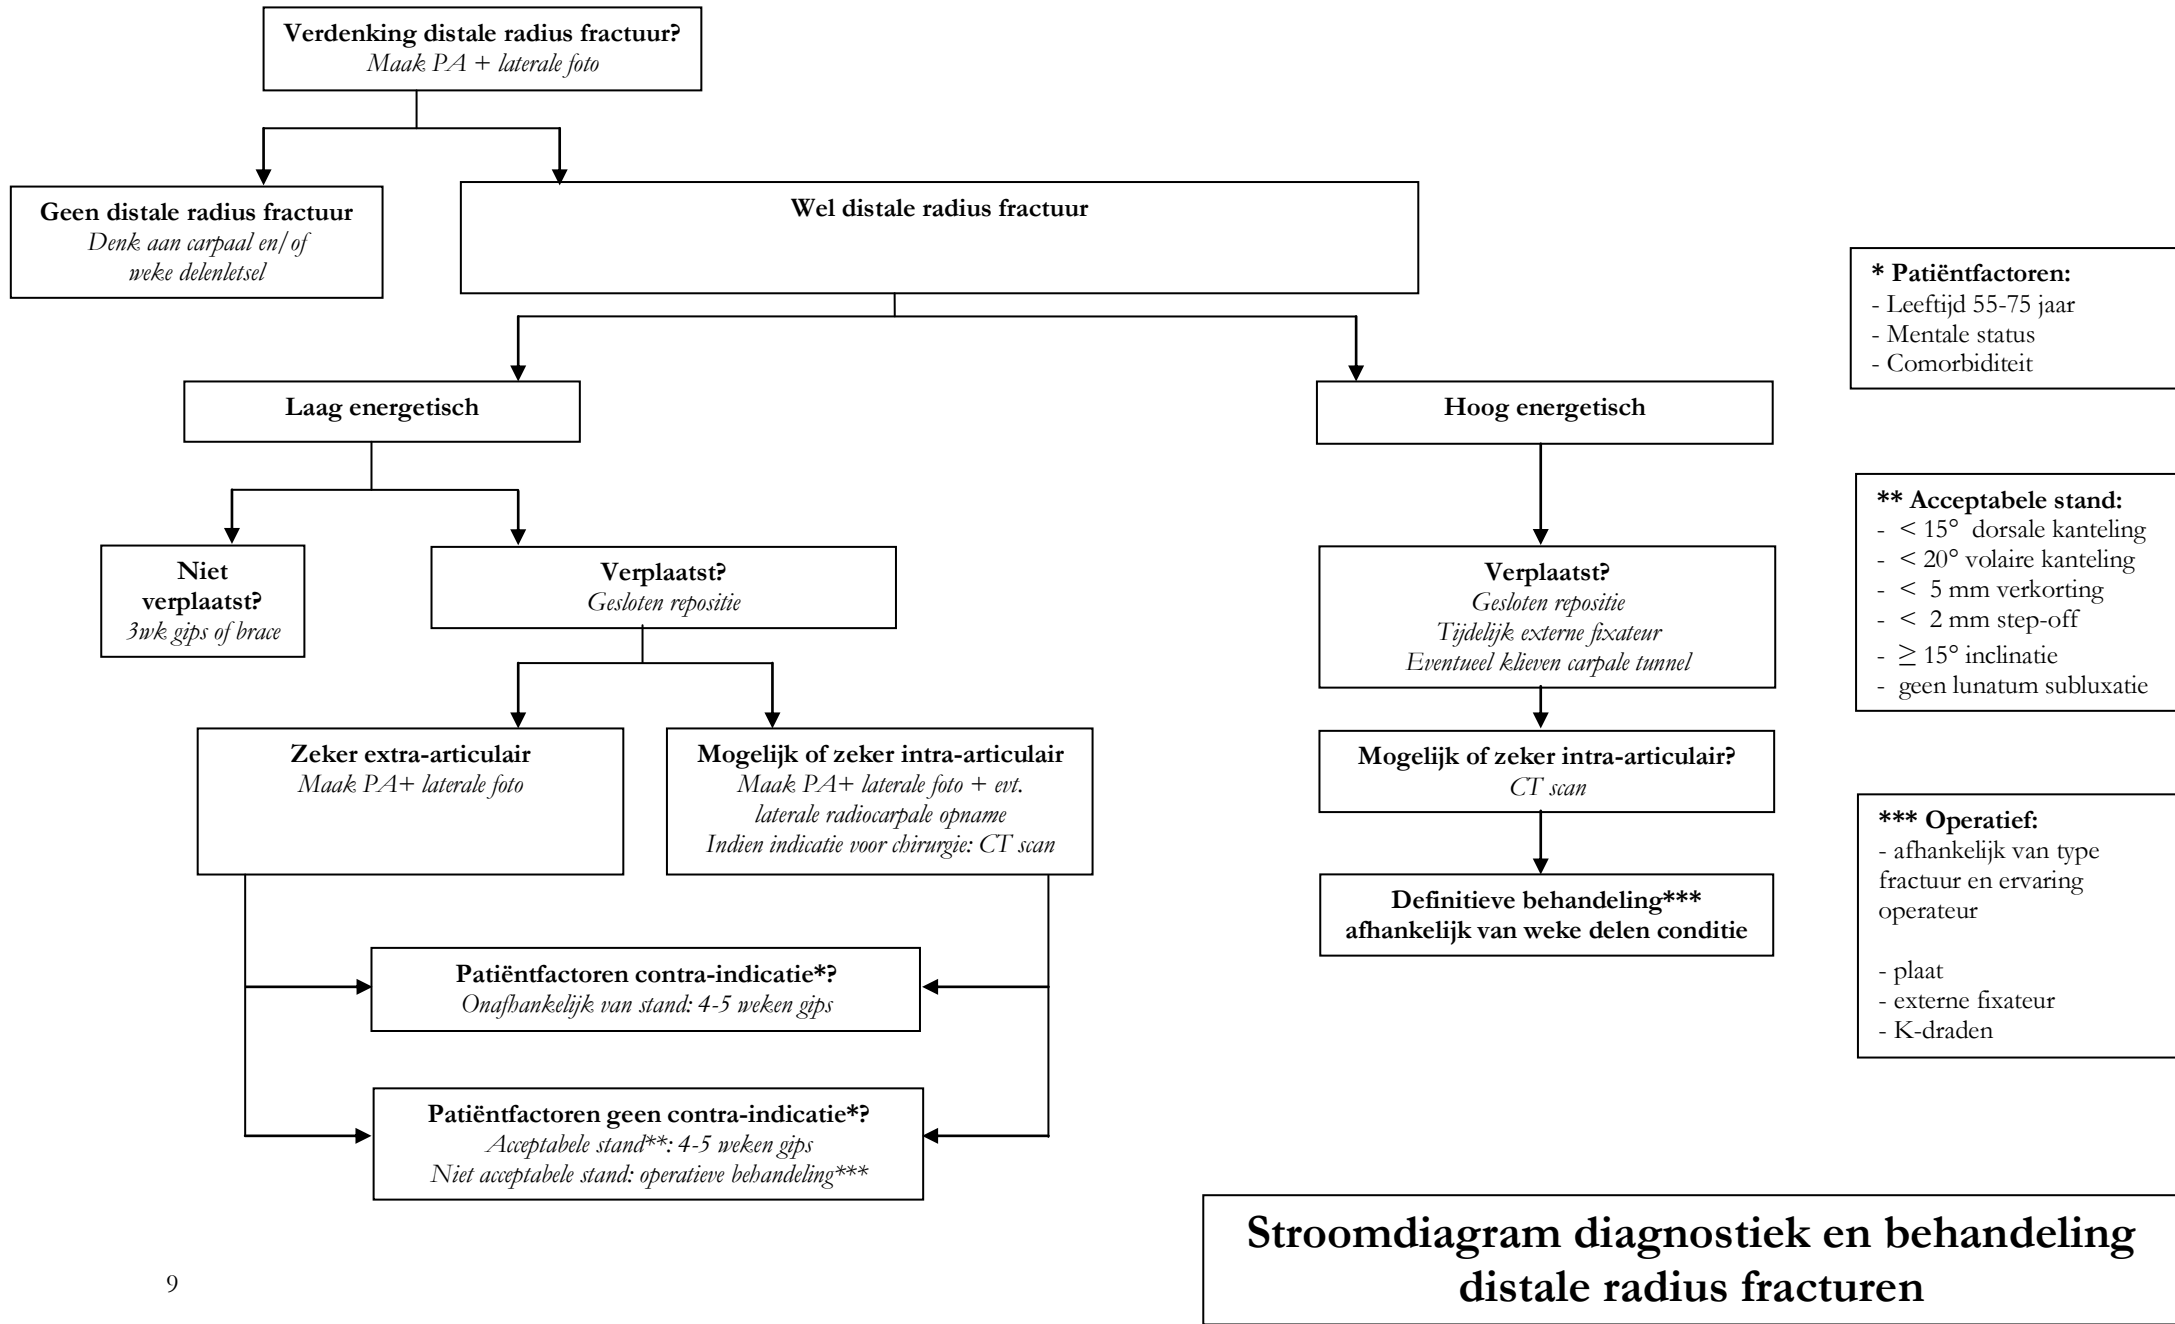 Verdenking distale radius fractuur?
Maak PA + laterale foto
Geen distale radius fractuur
Denk aan carpaal en/of
weke delenletsel
Wel distale radius fractuur
* Patiëntfactoren:
- Leeftijd 55-75 jaar
- Mentale status
- Comorbiditeit
Laag energetisch
Hoog energetisch
** Acceptabele stand:
- < 15° dorsale kanteling
- < 20° volaire kanteling
- < 5 mm verkorting
- < 2 mm step-off
- ≥ 15° inclinatie
- geen lunatum subluxatie
Niet
verplaatst?
3wk gips of brace
Verplaatst?
Gesloten repositie
Verplaatst?
Gesloten repositie
Tijdelijk externe fixateur
Eventueel klieven carpale tunnel
Zeker extra-articulair
Maak PA+ laterale foto
Mogelijk of zeker intra-articulair
Maak PA+ laterale foto + evt.
laterale radiocarpale opname
Indien indicatie voor chirurgie: CT scan
Mogelijk of zeker intra-articulair?
CT scan
*** Operatief:
- afhankelijk van type
fractuur en ervaring
operateur
- plaat
- externe fixateur
- K-draden
Definitieve behandeling***
afhankelijk van weke delen conditie
Patiëntfactoren contra-indicatie*?
Onafhankelijk van stand: 4-5 weken gips
Patiëntfactoren geen contra-indicatie*?
Acceptabele stand**: 4-5 weken gips
Niet acceptabele stand: operatieve behandeling***
Stroomdiagram diagnostiek en behandeling
distale radius fracturen
9